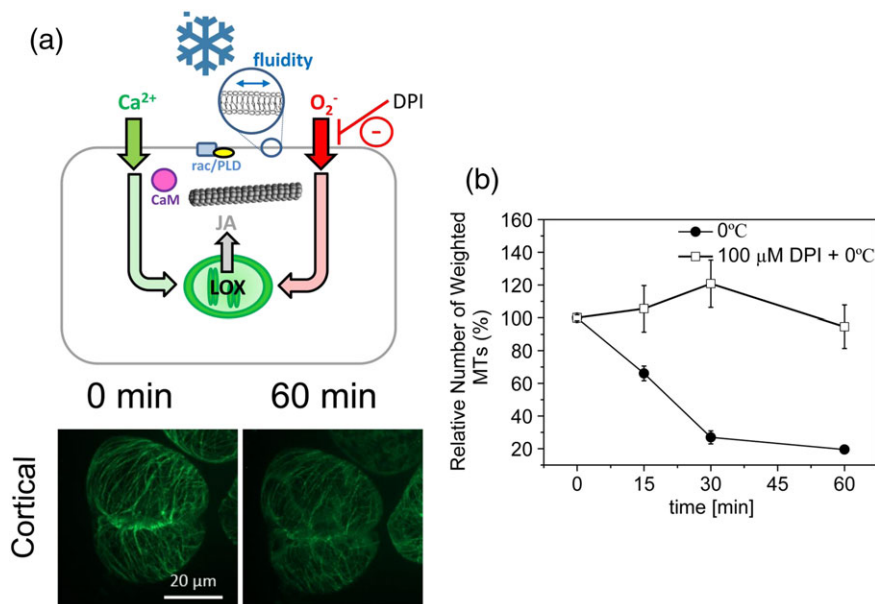 (a)
fluidity
Ca²⁺
O₂⁻
DPI
−
rac/PLD
CaM
JA
LOX
0 min
60 min
Cortical
20 µm
(b)
Relative Number of Weighted
MTs (%)
160
140
120
100
80
60
40
20
0ºC
100 µM DPI + 0ºC
0
15
30
45
60
time [min]